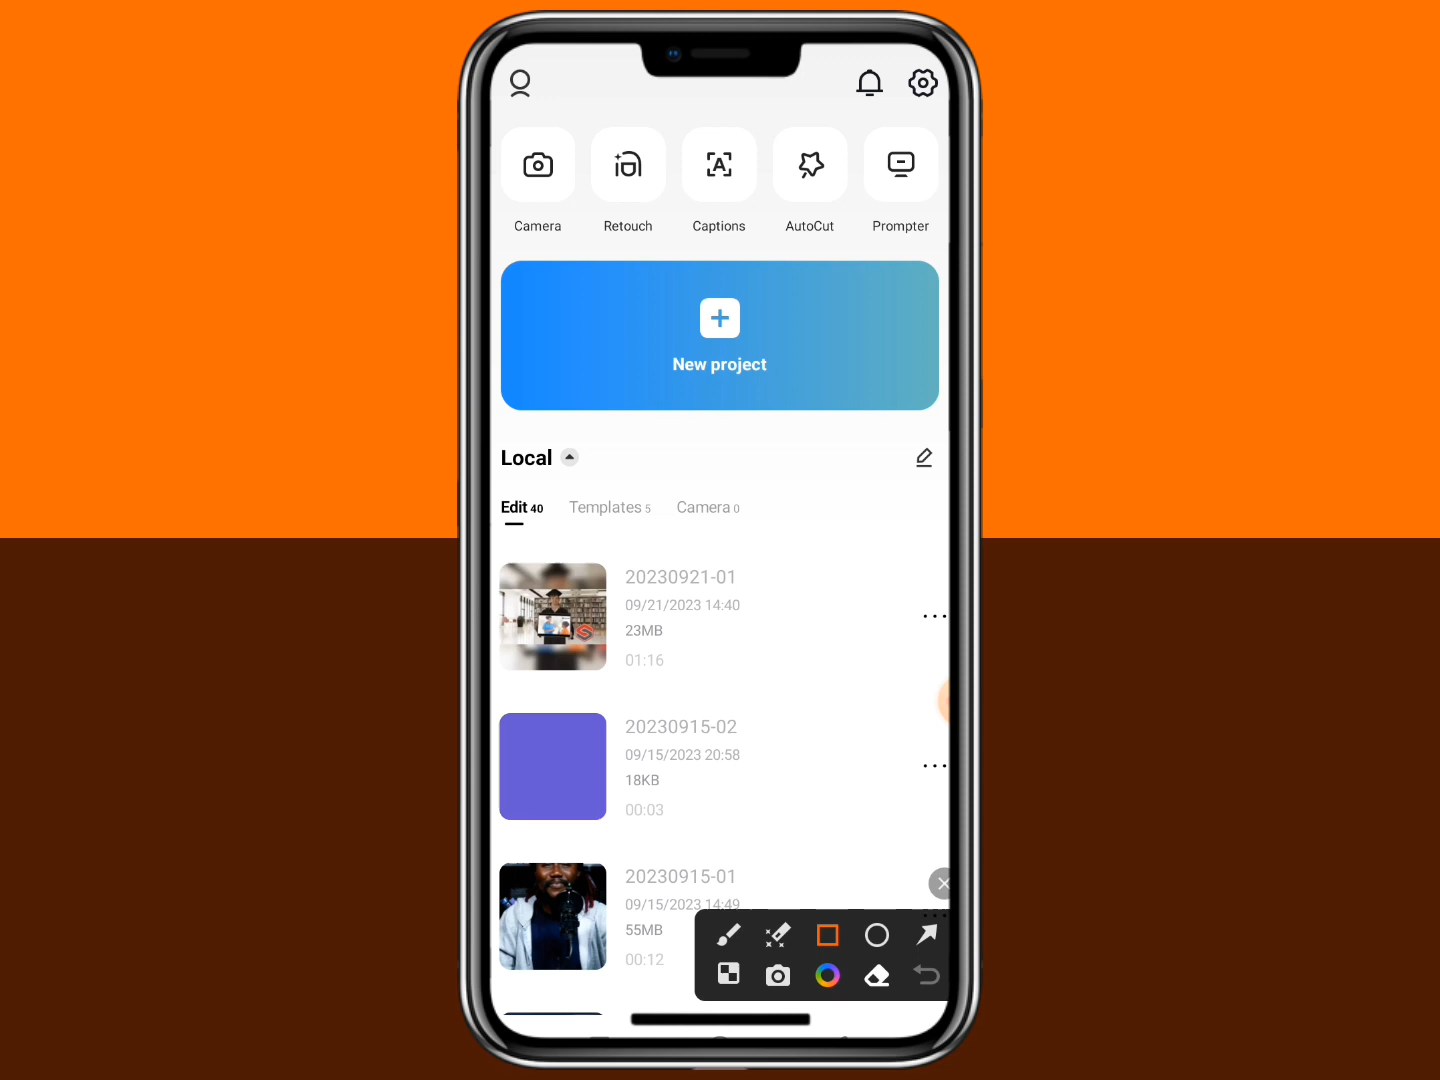 Camera Retouch Captions AutoCut Prompter
New project
Local
Edit 40 Templates 5 Camera 0
20230921-01
09/21/2023 14:40
23MB
01:16
20230915-02
09/15/2023 20:58
18KB
00:03
20230915-01
09/15/2023 14:49
55MB
00:12